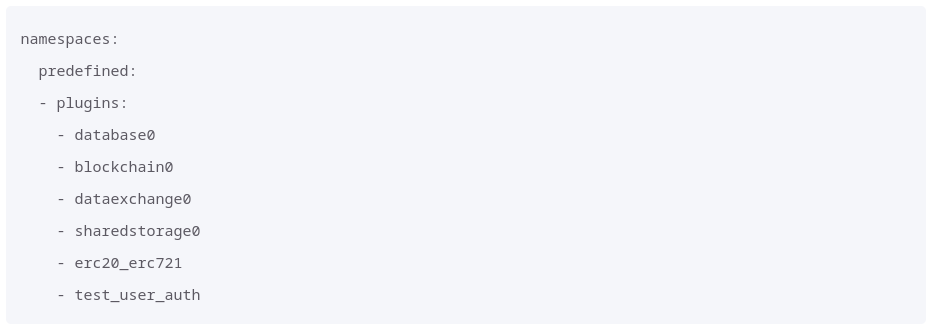 namespaces:
  predefined:
  - plugins:
    - database0
    - blockchain0
    - dataexchange0
    - sharedstorage0
    - erc20_erc721
    - test_user_auth